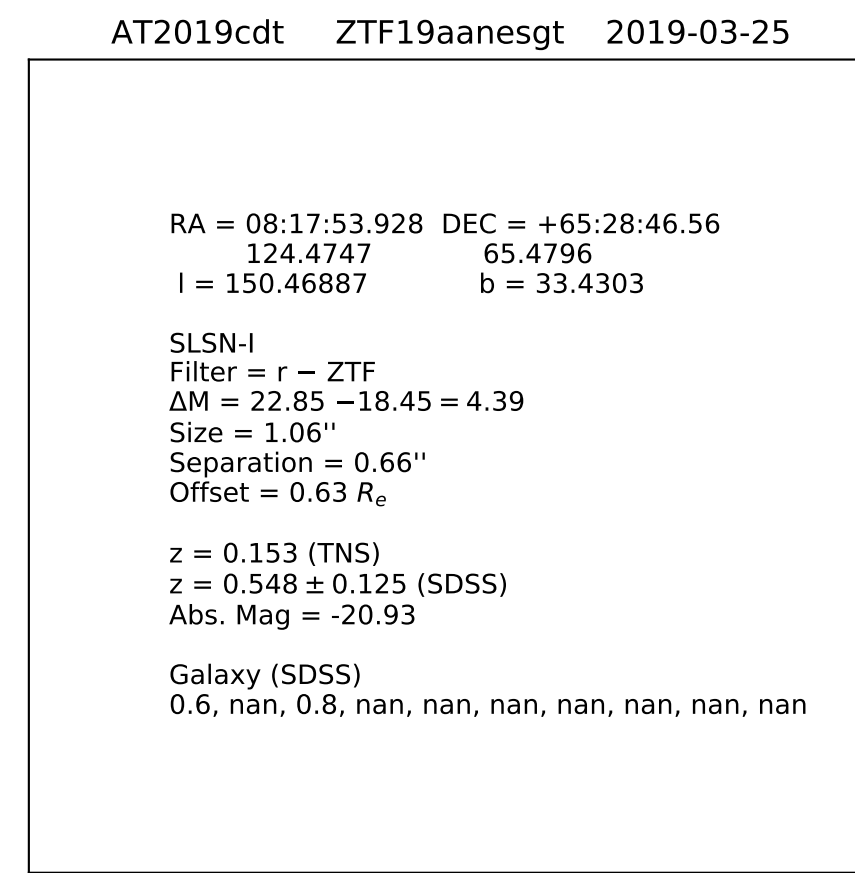 AT2019cdt ZTF19aanesgt 2019-03-25
RA = 08:17:53.928 DEC = +65:28:46.56
124.4747 65.4796
l = 150.46887 b = 33.4303
SLSN-I
Filter = r − ZTF
ΔM = 22.85 −18.45 = 4.39
Size = 1.06''
Separation = 0.66''
Offset = 0.63 Re
z = 0.153 (TNS)
z = 0.548 ± 0.125 (SDSS)
Abs. Mag = -20.93
Galaxy (SDSS)
0.6, nan, 0.8, nan, nan, nan, nan, nan, nan, nan